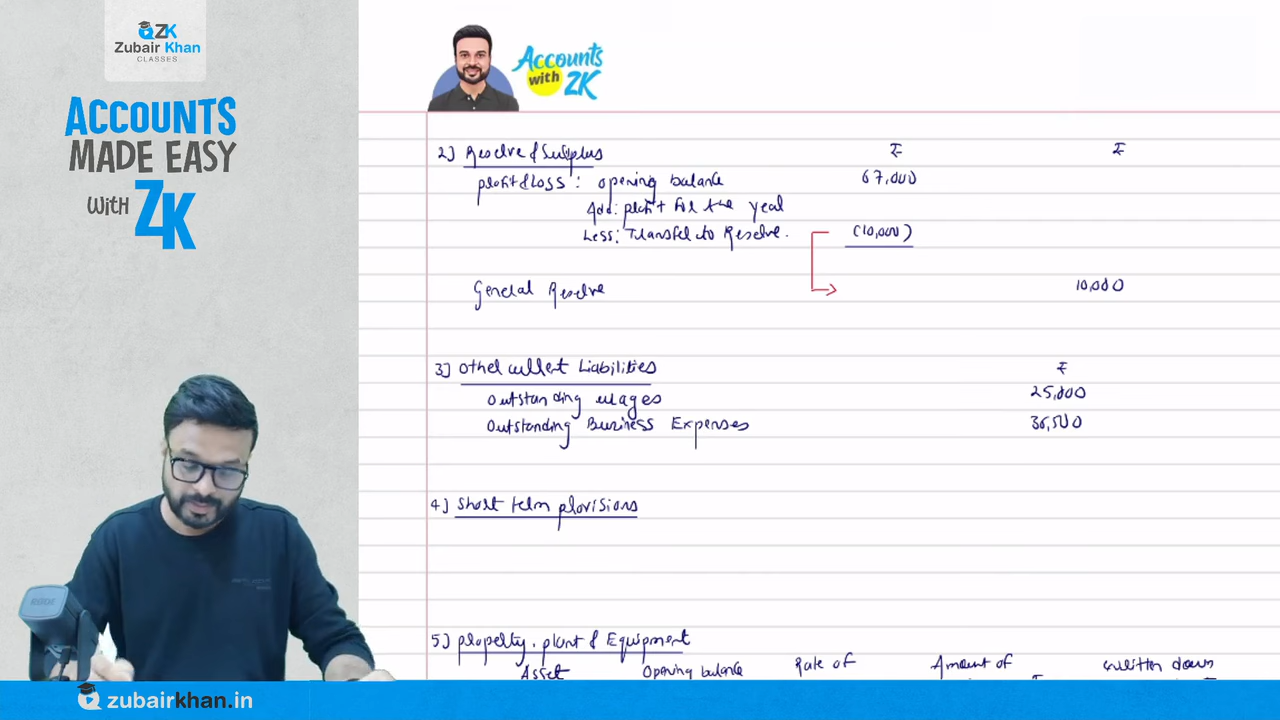 ZK
Zubair Khan
CLASSES
ACCOUNTS
MADE EASY
with ZK
Accounts
with
ZK
2] Reserve & Surplus ₹ ₹
profit & Loss : opening balance 67,000
Add: profit for the year
Less: Transfer to Reserve. (10,000)
General Reserve 10,000
3] Other current Liabilities ₹
Outstanding wages 25,000
Outstanding Business Expenses 36,500
4] Short term provisions
5] Property, plant & Equipment
Asset Opening balance Rate of Amount of written down
zubairkhan.in